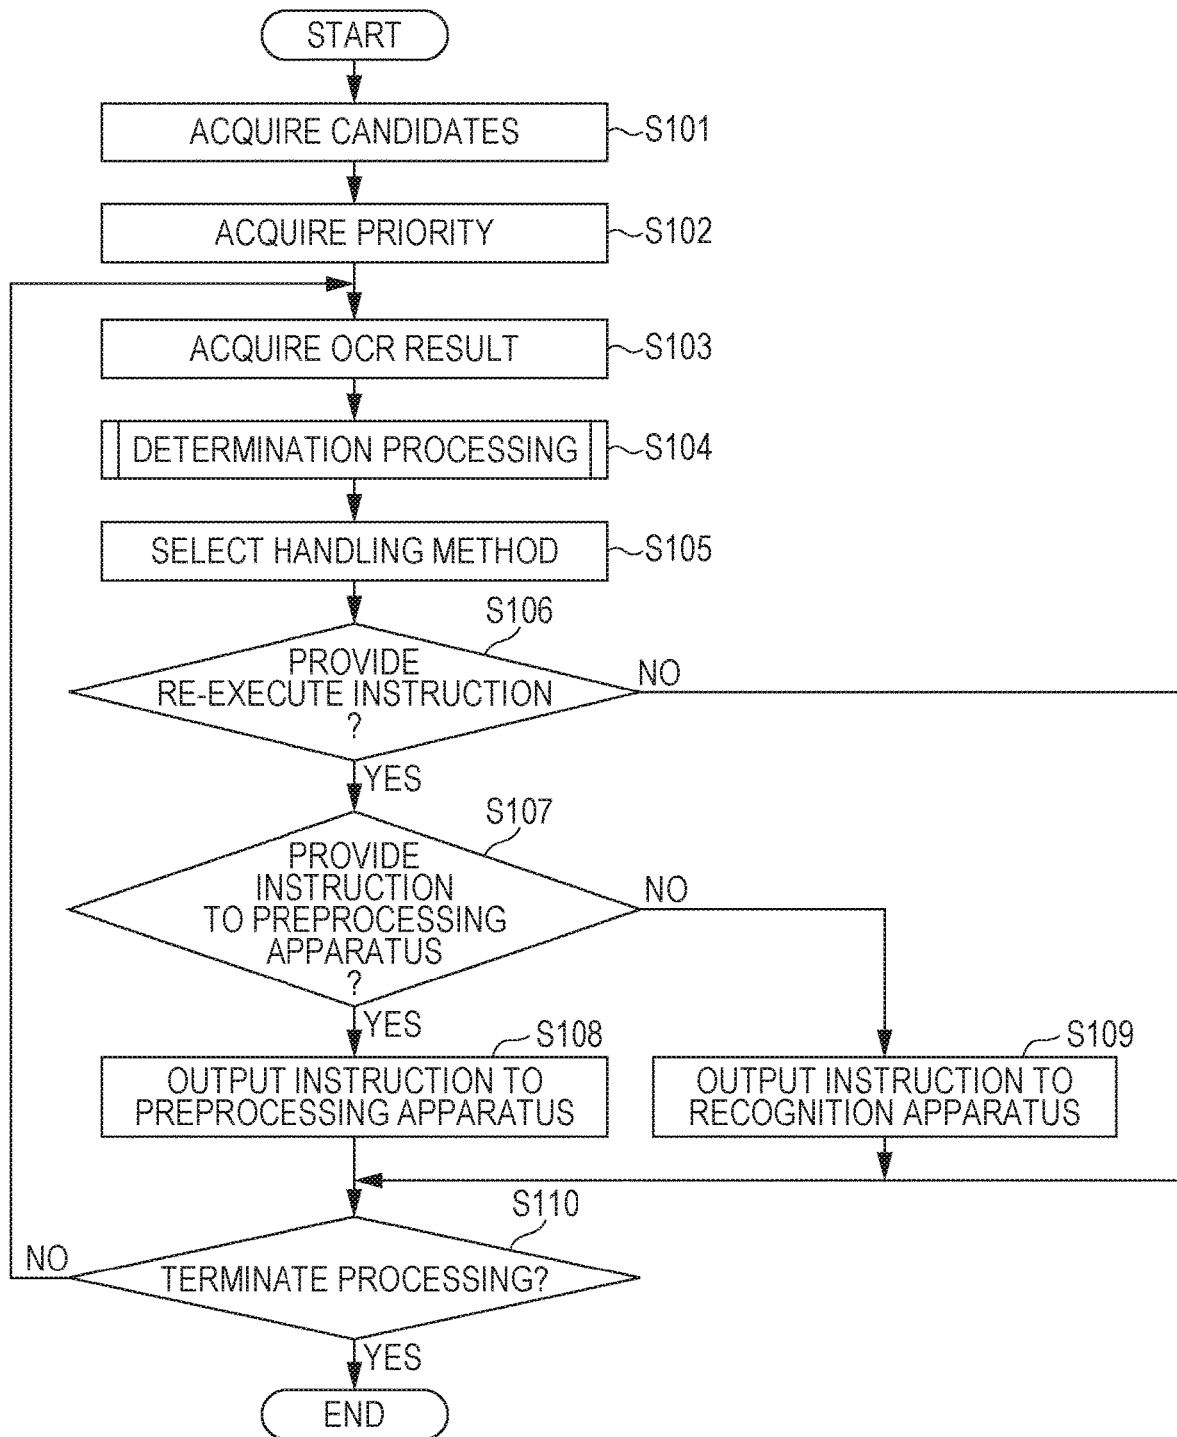 START
ACQUIRE CANDIDATES
S101
ACQUIRE PRIORITY
S102
ACQUIRE OCR RESULT
S103
DETERMINATION PROCESSING
S104
SELECT HANDLING METHOD
S105
S106
PROVIDE
RE-EXECUTE INSTRUCTION
?
NO
YES
S107
PROVIDE
INSTRUCTION
TO PREPROCESSING
APPARATUS
?
NO
YES
S108
OUTPUT INSTRUCTION TO
PREPROCESSING APPARATUS
S109
OUTPUT INSTRUCTION TO
RECOGNITION APPARATUS
S110
TERMINATE PROCESSING?
NO
YES
END